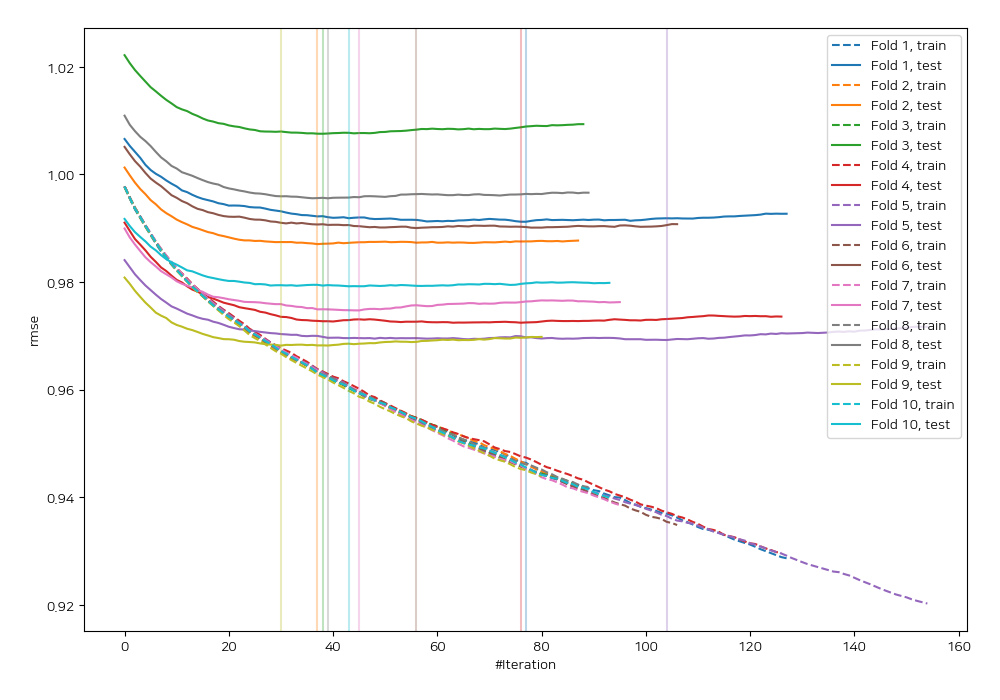 1.02
1.00
0.98
0.96
0.94
0.92
rmse
0
20
40
60
80
100
120
140
160
#Iteration
Fold 1, train
Fold 1, test
Fold 2, train
Fold 2, test
Fold 3, train
Fold 3, test
Fold 4, train
Fold 4, test
Fold 5, train
Fold 5, test
Fold 6, train
Fold 6, test
Fold 7, train
Fold 7, test
Fold 8, train
Fold 8, test
Fold 9, train
Fold 9, test
Fold 10, train
Fold 10, test